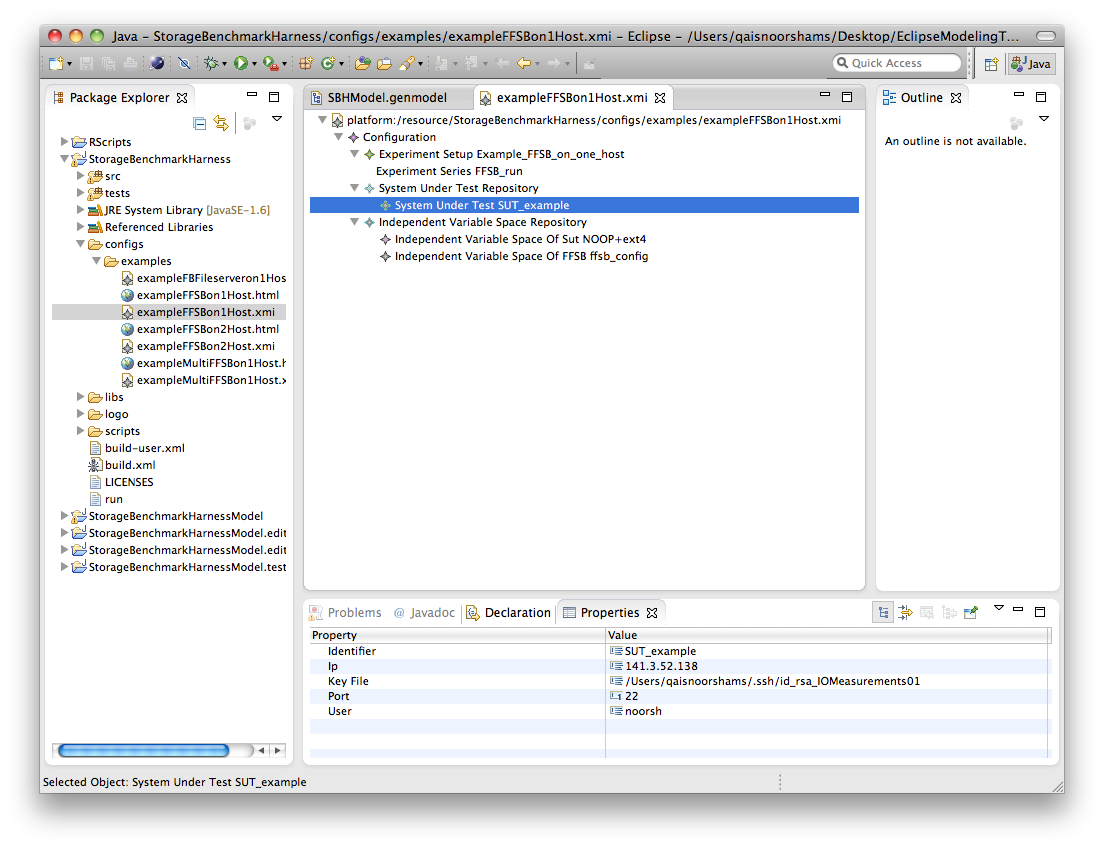 Java – StorageBenchmarkHarness/configs/examples/exampleFFSBon1Host.xmi – Eclipse – /Users/qaisnoorshams/Desktop/EclipseModelingT...
Quick Access
Java
Package Explorer
RScripts
StorageBenchmarkHarness
src
tests
JRE System Library [JavaSE-1.6]
Referenced Libraries
configs
examples
exampleFBFileserveron1Hos
exampleFFSBon1Host.html
exampleFFSBon1Host.xmi
exampleFFSBon2Host.html
exampleFFSBon2Host.xmi
exampleMultiFFSBon1Host.h
exampleMultiFFSBon1Host.x
libs
logo
scripts
build-user.xml
build.xml
LICENSES
run
StorageBenchmarkHarnessModel
StorageBenchmarkHarnessModel.edit
StorageBenchmarkHarnessModel.edit
StorageBenchmarkHarnessModel.test
SBHModel.genmodel
exampleFFSBon1Host.xmi
platform:/resource/StorageBenchmarkHarness/configs/examples/exampleFFSBon1Host.xmi
Configuration
Experiment Setup Example_FFSB_on_one_host
Experiment Series FFSB_run
System Under Test Repository
System Under Test SUT_example
Independent Variable Space Repository
Independent Variable Space Of Sut NOOP+ext4
Independent Variable Space Of FFSB ffsb_config
Outline
An outline is not available.
Problems @ Javadoc Declaration Properties
Property Value
Identifier SUT_example
Ip 141.3.52.138
Key File /Users/qaisnoorshams/.ssh/id_rsa_IOMeasurements01
Port 22
User noorsh
Selected Object: System Under Test SUT_example